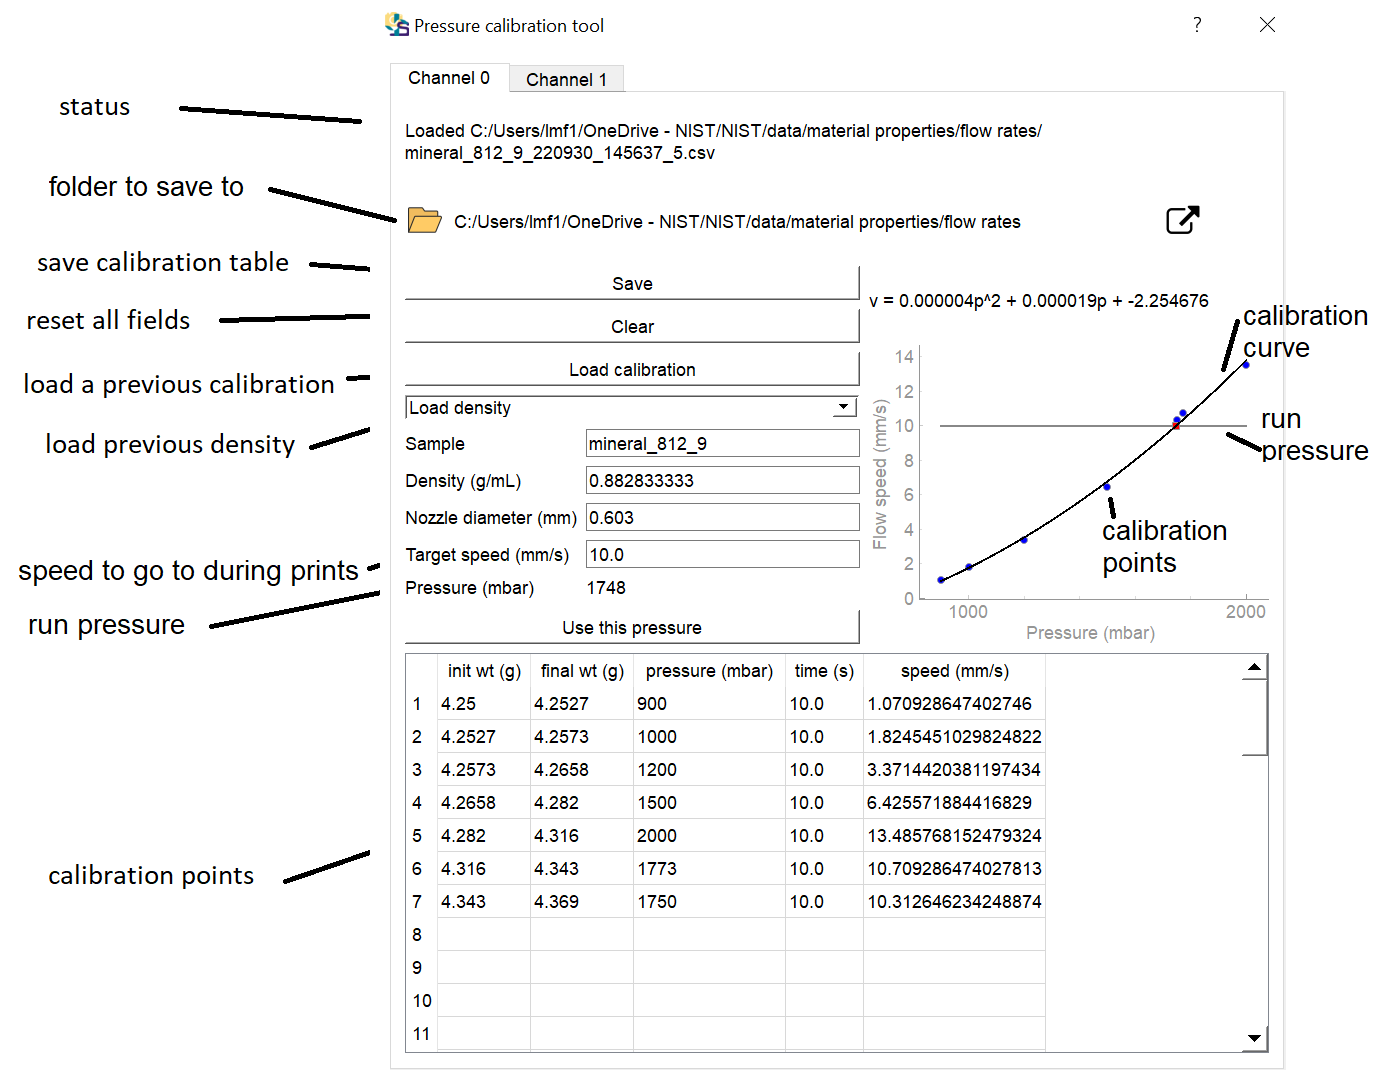 Pressure calibration tool
?
Channel 0
Channel 1
status
Loaded C:/Users/lmf1/OneDrive - NIST/NIST/data/material properties/flow rates/
mineral_812_9_220930_145637_5.csv
folder to save to
C:/Users/lmf1/OneDrive - NIST/NIST/data/material properties/flow rates
save calibration table
Save
reset all fields
Clear
load a previous calibration
Load calibration
load previous density
Load density
Sample
mineral_812_9
Density (g/mL)
0.882833333
Nozzle diameter (mm)
0.603
speed to go to during prints
Target speed (mm/s)
10.0
run pressure
Pressure (mbar)
1748
Use this pressure
v = 0.000004p^2 + 0.000019p + -2.254676
calibration
curve
run
pressure
calibration
points
Flow speed (mm/s)
14
12
10
8
6
4
2
0
1000
2000
Pressure (mbar)
calibration points
init wt (g) final wt (g) pressure (mbar) time (s) speed (mm/s)
1 4.25 4.2527 900 10.0 1.070928647402746
2 4.2527 4.2573 1000 10.0 1.8245451029824822
3 4.2573 4.2658 1200 10.0 3.3714420381197434
4 4.2658 4.282 1500 10.0 6.425571884416829
5 4.282 4.316 2000 10.0 13.485768152479324
6 4.316 4.343 1773 10.0 10.709286474027813
7 4.343 4.369 1750 10.0 10.312646234248874
8
9
10
11